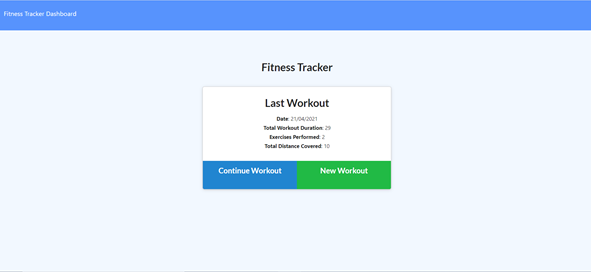 Fitness Tracker Dashboard
Fitness Tracker
Last Workout
Date: 21/04/2021
Total Workout Duration: 29
Exercises Performed: 2
Total Distance Covered: 10
Continue Workout New Workout